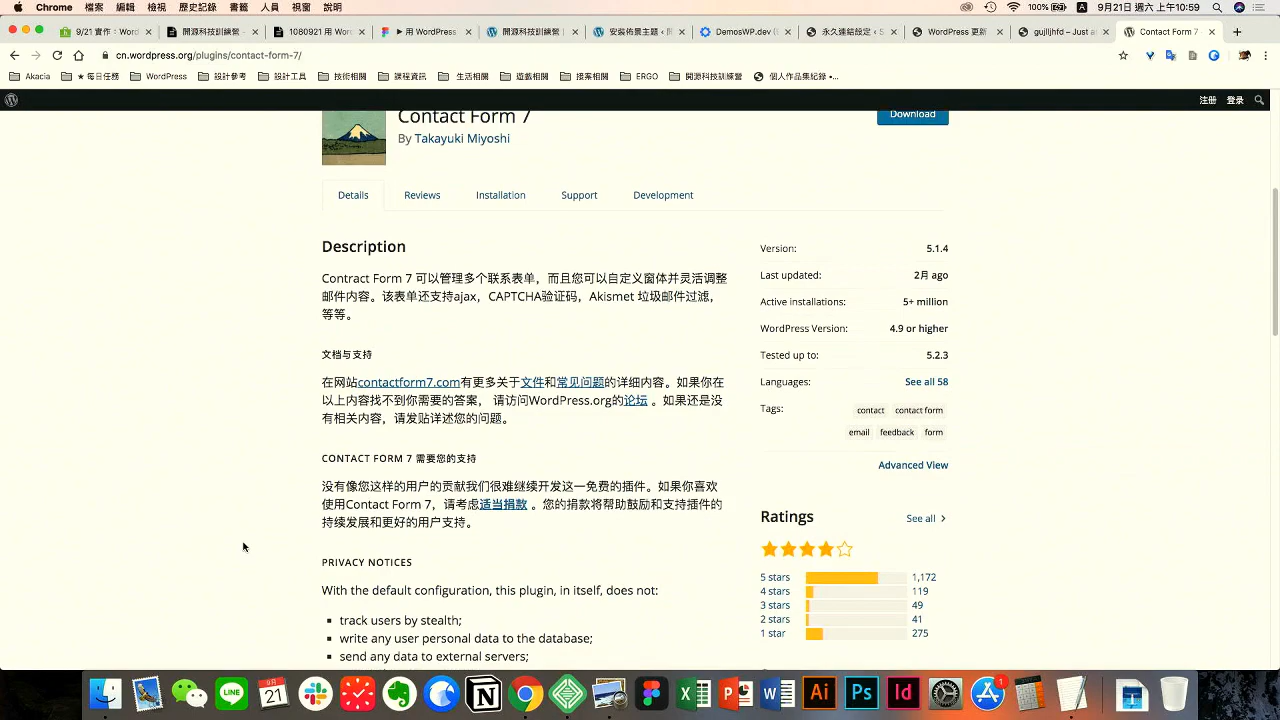 Chrome 檔案 編輯 檢視 歷史記錄 書籤 人員 視窗 說明 100% 9月21日 週六 上午10:59
9/21 實作：Word 開源科技訓練營 - 1080921 用 Word ▶ 用 WordPress 開源科技訓練營 安裝佈景主題 ‹ 開 DemosWP.dev ( 永久連結設定 ‹ S WordPress 更新 gujlljhfd – Just a Contact Form 7
cn.wordpress.org/plugins/contact-form-7/
Akacia ★ 每日任務 WordPress 設計參考 設計工具 技術相關 課程資訊 生活相關 遊戲相關 接案相關 ERGO 開源科技訓練營 個人作品集紀錄 •...
注册 登录
Contact Form 7
By Takayuki Miyoshi
Download
Details Reviews Installation Support Development
Description
Contract Form 7 可以管理多个联系表单，而且您可以自定义窗体并灵活调整
邮件内容。该表单还支持ajax，CAPTCHA验证码，Akismet 垃圾邮件过滤，
等等。
文档与支持
在网站contactform7.com有更多关于文件和常见问题的详细内容。如果你在
以上内容找不到你需要的答案， 请访问WordPress.org的论坛 。如果还是没
有相关内容，请发贴详述您的问题。
CONTACT FORM 7 需要您的支持
没有像您这样的用户的贡献我们很难继续开发这一免费的插件。如果你喜欢
使用Contact Form 7，请考虑适当捐款 。您的捐款将帮助鼓励和支持插件的
持续发展和更好的用户支持。
PRIVACY NOTICES
With the default configuration, this plugin, in itself, does not:
▪ track users by stealth;
▪ write any user personal data to the database;
▪ send any data to external servers;
Version: 5.1.4
Last updated: 2月 ago
Active installations: 5+ million
WordPress Version: 4.9 or higher
Tested up to: 5.2.3
Languages: See all 58
Tags: contact contact form
email feedback form
Advanced View
Ratings See all
5 stars 1,172
4 stars 119
3 stars 49
2 stars 41
1 star 275
LINE 9月 21 Ai Ps Id 1